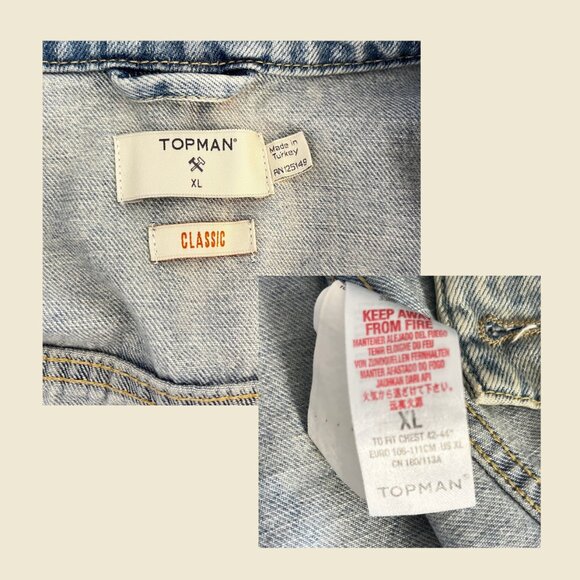 TOPMAN®
XL
Made in
Turkey
RN125149
CLASSIC
KEEP AWAY
FROM FIRE
MANTENER ALEJADO DEL FUEGO
TENIR ELOIGNE DU FEU
VON ZUNDQUELLEN FERNHALTEN
MANTER AFASTADO DO FOGO
JAUHKAN DARI API
火気から遠ざけて下さい。
远离火源
XL
TO FIT CHEST 42-44"
EURO 106-111CM US XL
CN 180/113A
TOPMAN